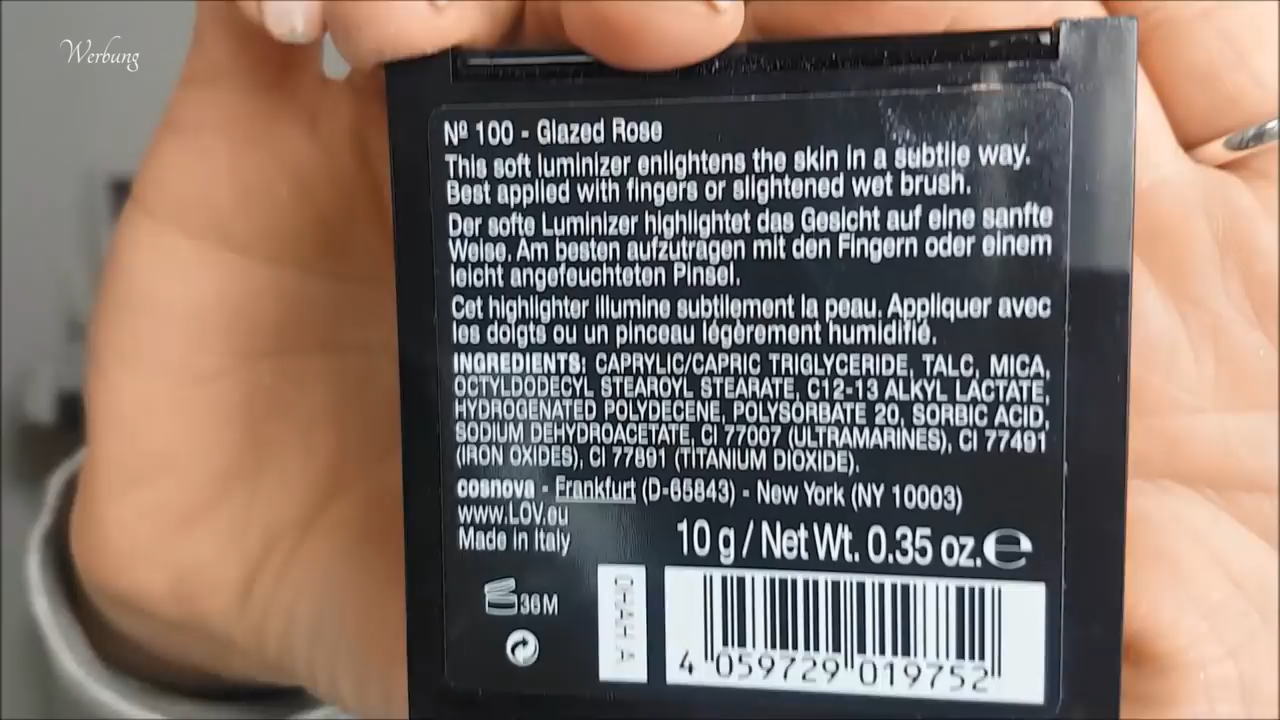 Werbung
Nº 100 - Glazed Rose
This soft luminizer enlightens the skin in a subtile way.
Best applied with fingers or slightened wet brush.
Der softe Luminizer highlightet das Gesicht auf eine sanfte
Weise. Am besten aufzutragen mit den Fingern oder einem
leicht angefeuchteten Pinsel.
Cet highlighter illumine subtilement la peau. Appliquer avec
les doigts ou un pinceau légèrement humidifié.
INGREDIENTS: CAPRYLIC/CAPRIC TRIGLYCERIDE, TALC, MICA,
OCTYLDODECYL STEAROYL STEARATE, C12-13 ALKYL LACTATE,
HYDROGENATED POLYDECENE, POLYSORBATE 20, SORBIC ACID,
SODIUM DEHYDROACETATE, CI 77007 (ULTRAMARINES), CI 77491
(IRON OXIDES), CI 77891 (TITANIUM DIOXIDE).
cosnova - Frankfurt (D-65843) - New York (NY 10003)
www.LOV.eu
Made in Italy
10 g / Net Wt. 0.35 oz. e
36 M
4 059729 019752